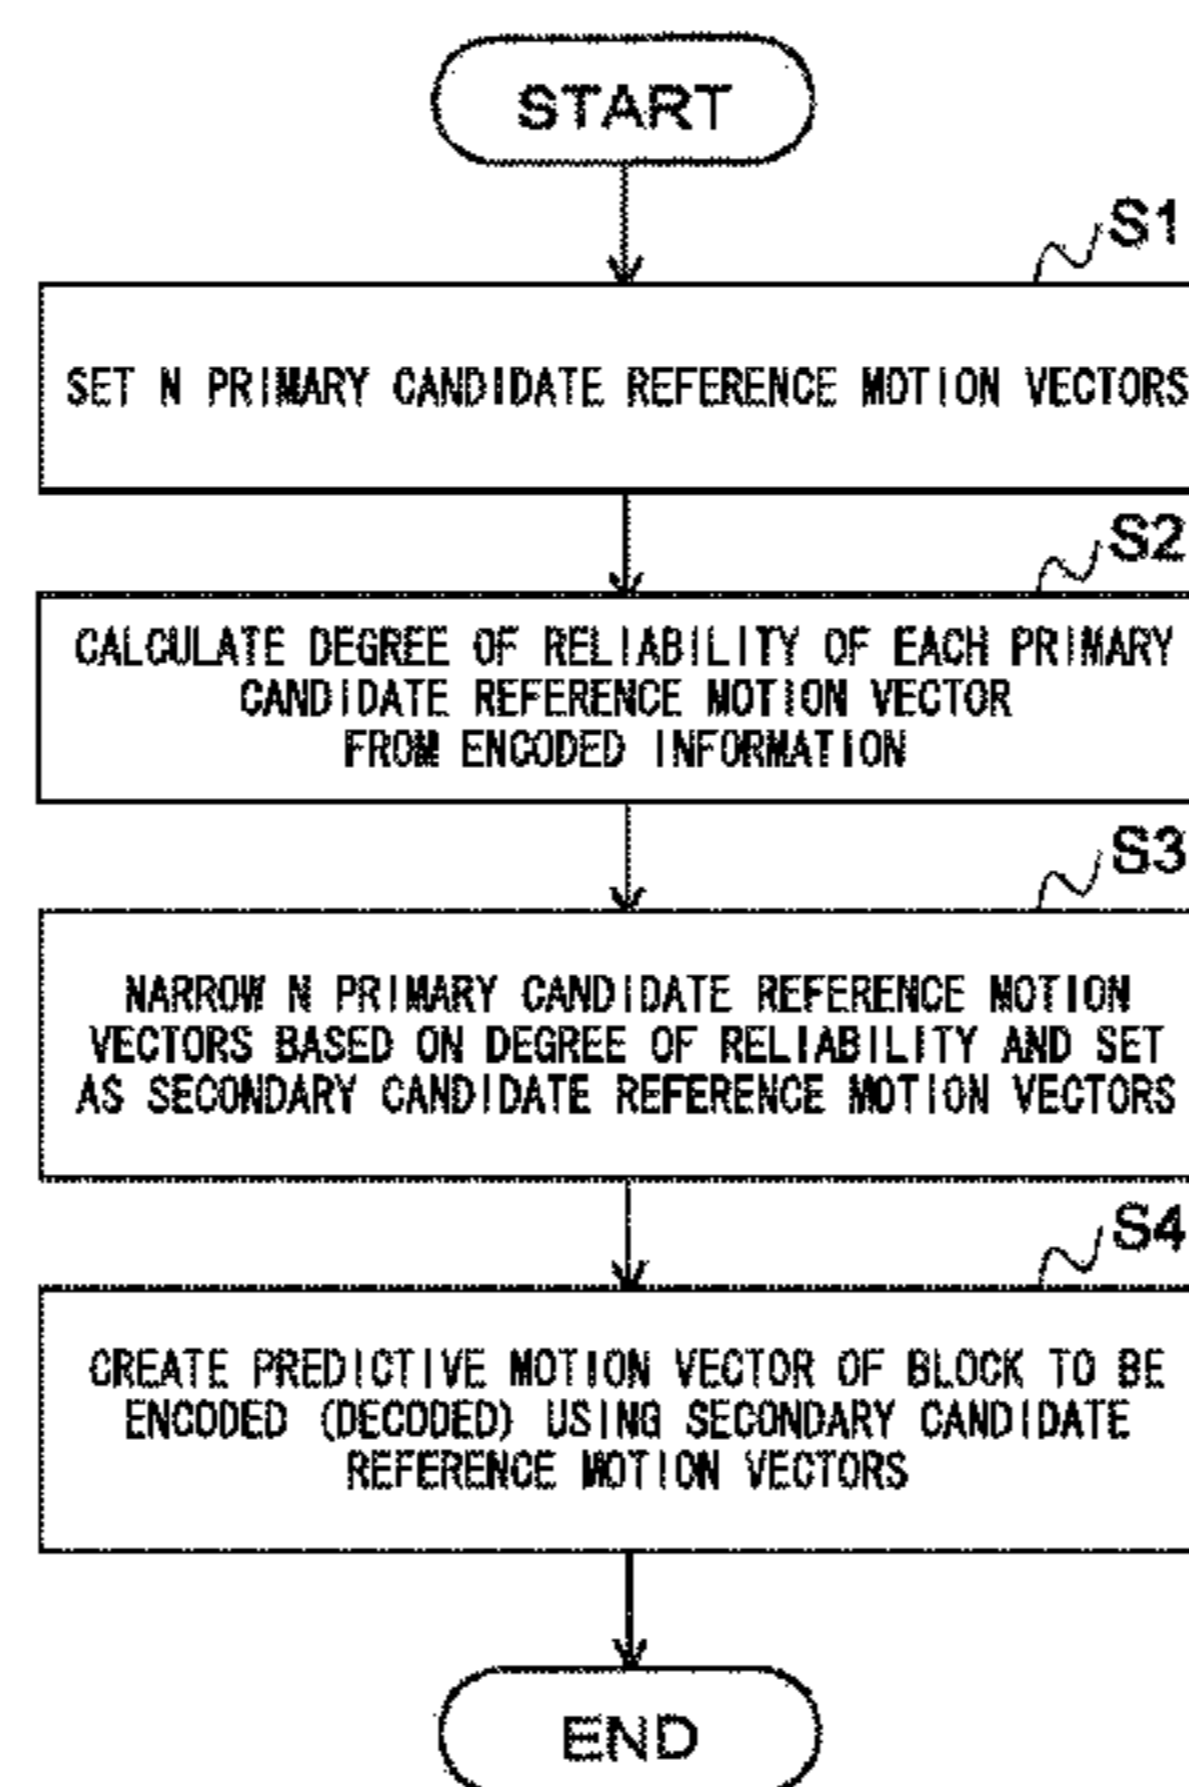 START
S1
SET N PRIMARY CANDIDATE REFERENCE MOTION VECTORS
S2
CALCULATE DEGREE OF RELIABILITY OF EACH PRIMARY
CANDIDATE REFERENCE MOTION VECTOR
FROM ENCODED INFORMATION
S3
NARROW N PRIMARY CANDIDATE REFERENCE MOTION
VECTORS BASED ON DEGREE OF RELIABILITY AND SET
AS SECONDARY CANDIDATE REFERENCE MOTION VECTORS
S4
CREATE PREDICTIVE MOTION VECTOR OF BLOCK TO BE
ENCODED (DECODED) USING SECONDARY CANDIDATE
REFERENCE MOTION VECTORS
END